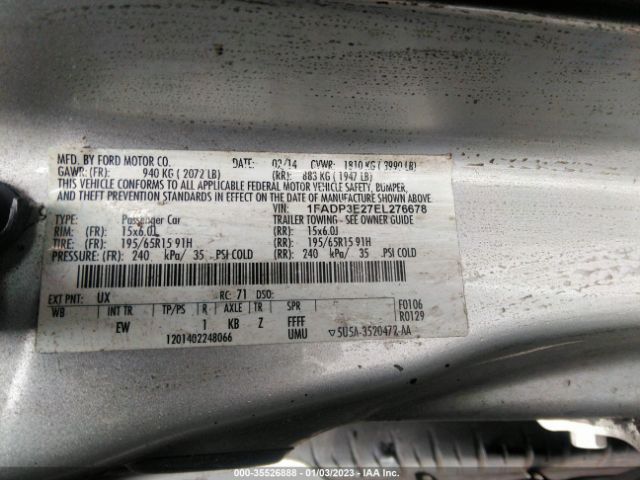 MFD. BY FORD MOTOR CO. DATE: 02/14 GVWR: 1810 KG ( 3990 LB)
GAWR: (FR): 940 KG ( 2072 LB) (RR): 883 KG ( 1947 LB)
THIS VEHICLE CONFORMS TO ALL APPLICABLE FEDERAL MOTOR VEHICLE SAFETY, BUMPER,
AND THEFT PREVENTION STANDARDS IN EFFECT ON THE DATE OF MANUFACTURE SHOWN ABOVE.
VIN: 1FADP3E27EL276678
TYPE: Passenger Car TRAILER TOWING - SEE OWNER GUIDE
RIM: (FR) 15x6.0J (RR): 15x6.0J
TIRE: (FR): 195/65R15 91H (RR): 195/65R15 91H
PRESSURE: (FR): 240 kPa/ 35 PSI COLD (RR): 240 kPa/ 35 PSI COLD
EXT PNT: UX RC: 71 DSO: F0106
WB INT TR TP/PS R AXLE TR SPR R0129
EW 1 KB Z FFFF
1201402248066 UMU ▽5U5A-3520472-AA
000-35526888 - 01/03/2023 - IAA Inc.